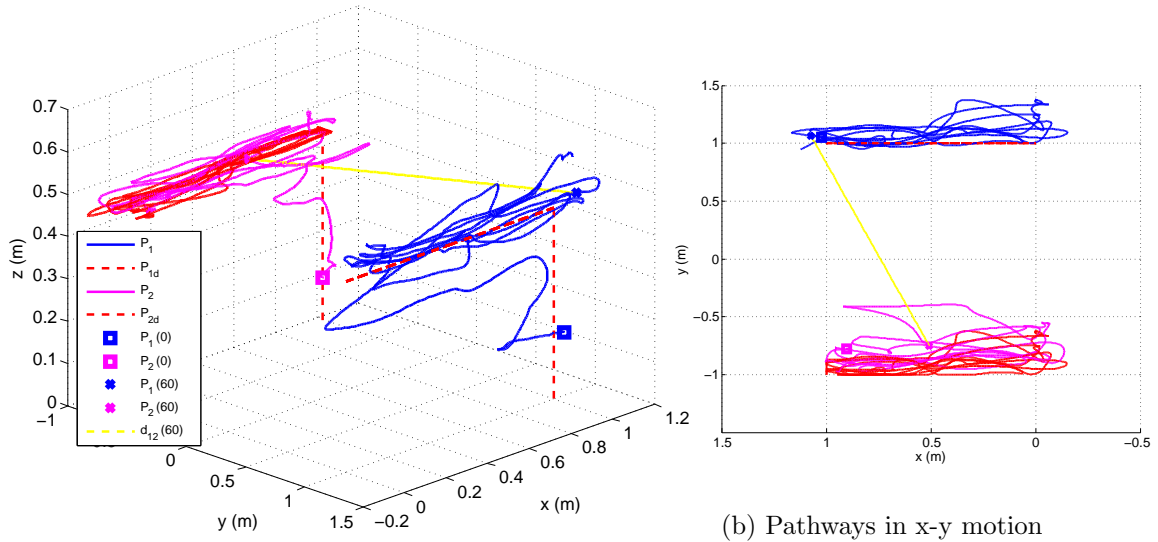 0.7
0.6
0.5
0.4
0.3
0.2
0.1
0
z (m)
−1
0
0.5
1
1.5
y (m)
−0.2
0
0.2
0.4
0.6
0.8
1
1.2
x (m)
P1
P1d
P2
P2d
P1(0)
P2(0)
P1(60)
P2(60)
d12(60)
1.5
1
0.5
0
−0.5
−1
y (m)
1.5
1
0.5
0
−0.5
x (m)
(b) Pathways in x-y motion